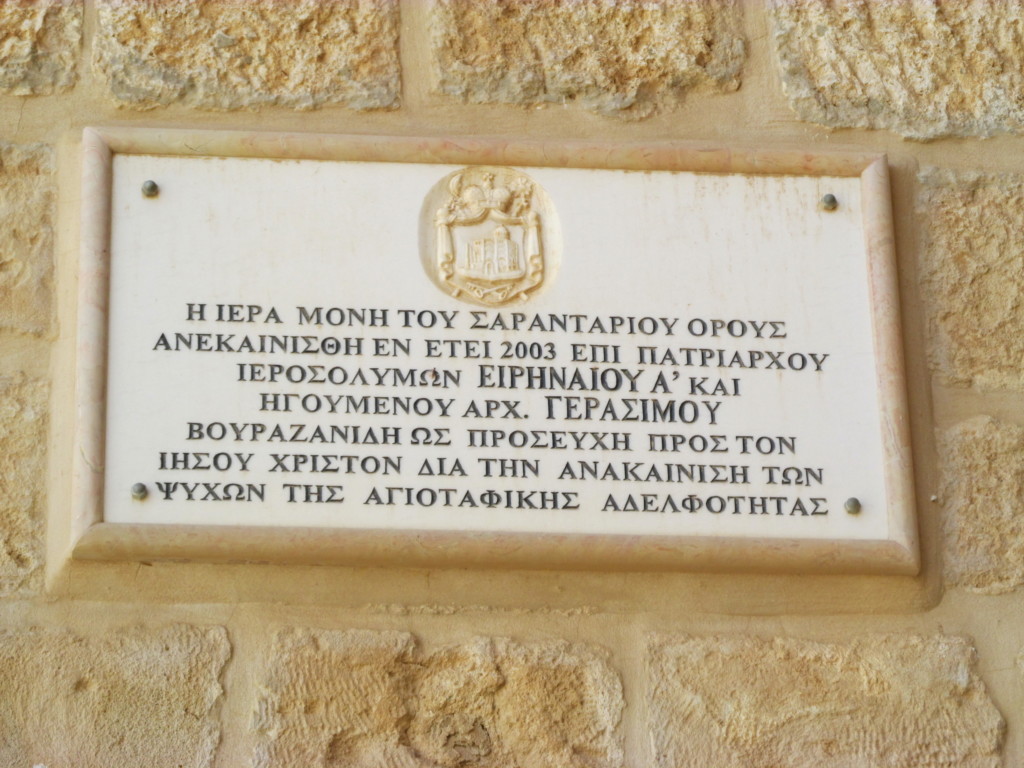 Η ΙΕΡΑ ΜΟΝΗ ΤΟΥ ΣΑΡΑΝΤΑΡΙΟΥ ΟΡΟΥΣ
ΑΝΕΚΑΙΝΙΣΘΗ ΕΝ ΕΤΕΙ 2003 ΕΠΙ ΠΑΤΡΙΑΡΧΟΥ
ΙΕΡΟΣΟΛΥΜΩΝ ΕΙΡΗΝΑΙΟΥ Α' ΚΑΙ
ΗΓΟΥΜΕΝΟΥ ΑΡΧ. ΓΕΡΑΣΙΜΟΥ
ΒΟΥΡΑΖΑΝΙΔΗ ΩΣ ΠΡΟΣΕΥΧΗ ΠΡΟΣ ΤΟΝ
ΙΗΣΟΥ ΧΡΙΣΤΟΝ ΔΙΑ ΤΗΝ ΑΝΑΚΑΙΝΙΣΗ ΤΩΝ
ΨΥΧΩΝ ΤΗΣ ΑΓΙΟΤΑΦΙΚΗΣ ΑΔΕΛΦΟΤΗΤΑΣ